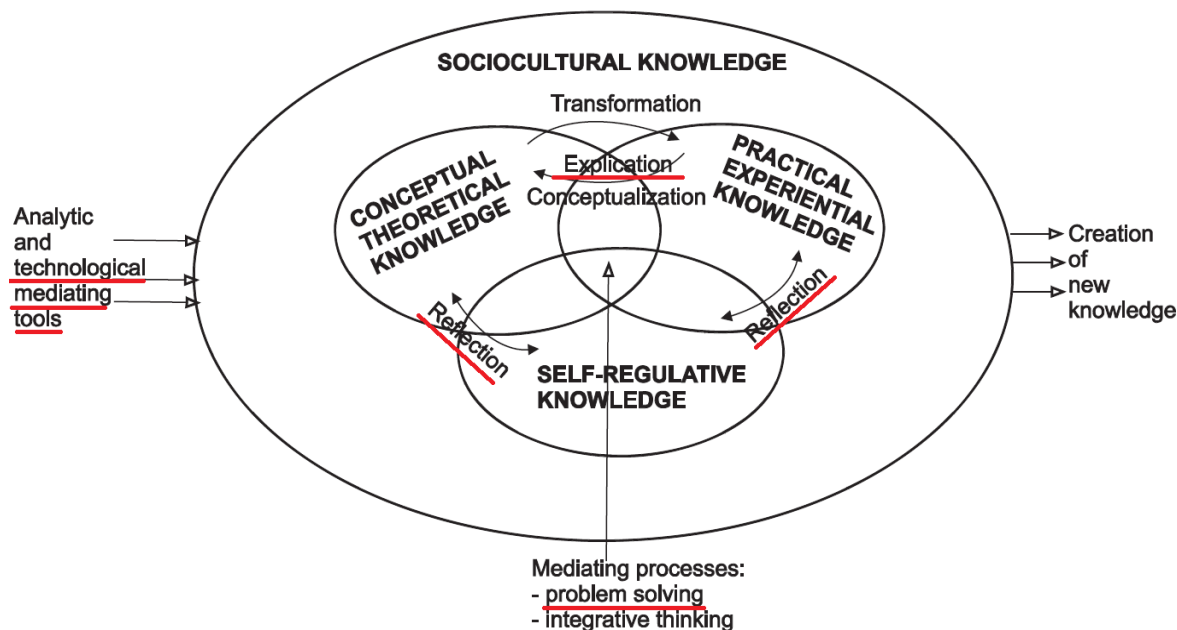 SOCIOCULTURAL KNOWLEDGE
Transformation
Explication
Conceptualization
CONCEPTUAL
THEORETICAL
KNOWLEDGE
PRACTICAL
EXPERIENTIAL
KNOWLEDGE
Analytic
and
technological
mediating
tools
Creation
of
new
knowledge
Reflection
Reflection
SELF-REGULATIVE
KNOWLEDGE
Mediating processes:
- problem solving
- integrative thinking